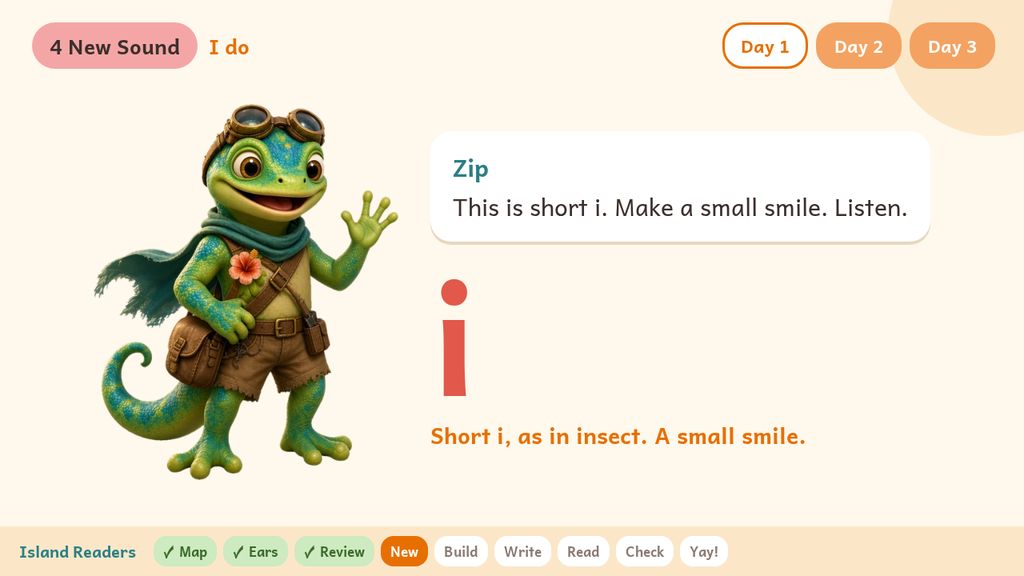 4 New Sound I do Day 1 Day 2 Day 3
Zip
This is short i. Make a small smile. Listen.
i
Short i, as in insect. A small smile.
Island Readers ✓ Map ✓ Ears ✓ Review New Build Write Read Check Yay!